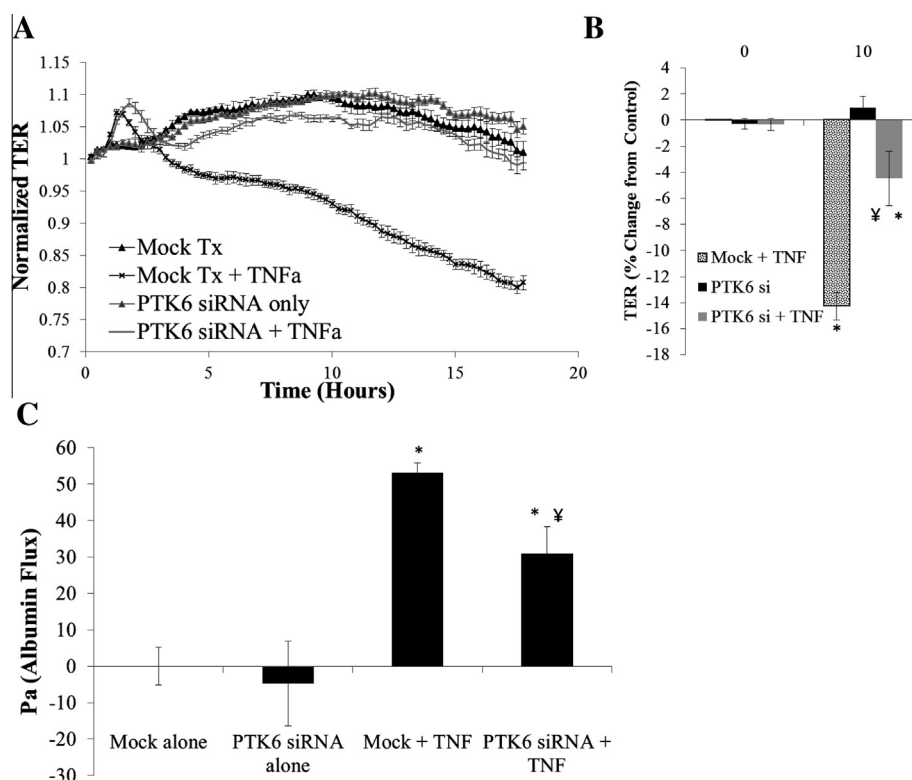 A
Normalized TER
1.15
1.10
1.05
1
0.95
0.9
0.85
0.8
0.75
0.7
Mock Tx
Mock Tx + TNFa
PTK6 siRNA only
PTK6 siRNA + TNFa
0
5
10
15
20
Time (Hours)
B
0
10
TER (% Change from Control)
4
2
0
-2
-4
-6
-8
-10
-12
-14
-16
-18
¥ *
Mock + TNF
PTK6 si
PTK6 si + TNF
*
C
Pa (Albumin Flux)
60
50
40
30
20
10
0
-10
-20
-30
*
* ¥
Mock alone
PTK6 siRNA
alone
Mock + TNF
PTK6 siRNA +
TNF